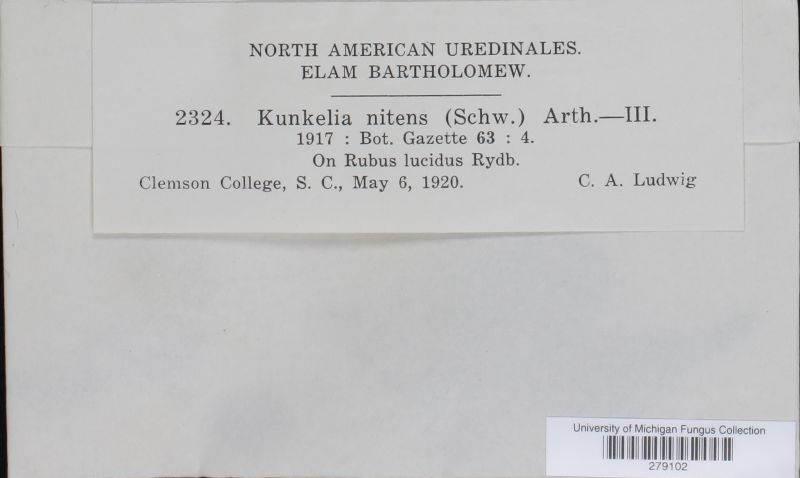 NORTH AMERICAN UREDINALES.
ELAM BARTHOLOMEW.
2324. Kunkelia nitens (Schw.) Arth.—III.
1917 : Bot. Gazette 63 : 4.
On Rubus lucidus Rydb.
Clemson College, S. C., May 6, 1920. C. A. Ludwig
University of Michigan Fungus Collection
279102